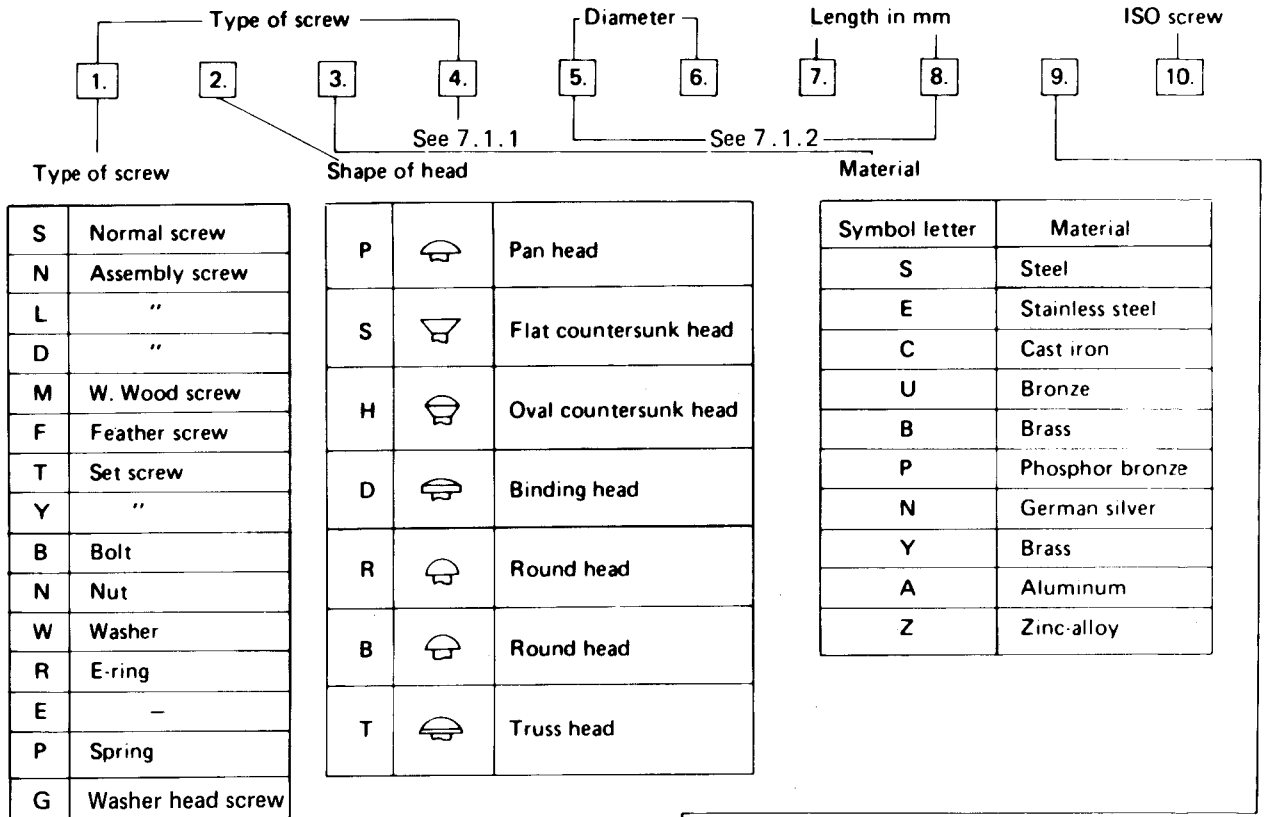 Type of screw Diameter Length in mm ISO screw
1. 2. 3. 4. 5. 6. 7. 8. 9. 10.
See 7.1.1 See 7.1.2
Type of screw Shape of head Material
S Normal screw
N Assembly screw
L "
D "
M W. Wood screw
F Feather screw
T Set screw
Y "
B Bolt
N Nut
W Washer
R E-ring
E –
P Spring
G Washer head screw
P Pan head
S Flat countersunk head
H Oval countersunk head
D Binding head
R Round head
B Round head
T Truss head
Symbol letter Material
S Steel
E Stainless steel
C Cast iron
U Bronze
B Brass
P Phosphor bronze
N German silver
Y Brass
A Aluminum
Z Zinc-alloy